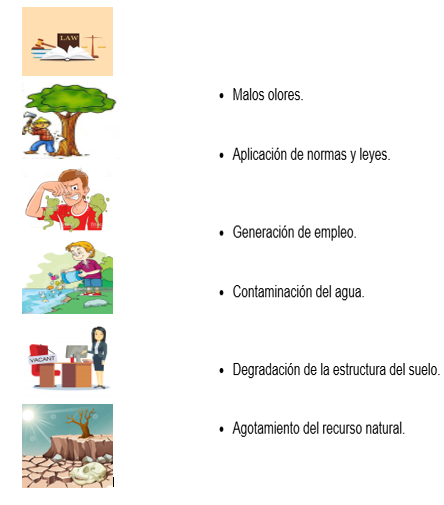 LAW
• Malos olores.
• Aplicación de normas y leyes.
• Generación de empleo.
• Contaminación del agua.
VACANT
• Degradación de la estructura del suelo.
• Agotamiento del recurso natural.